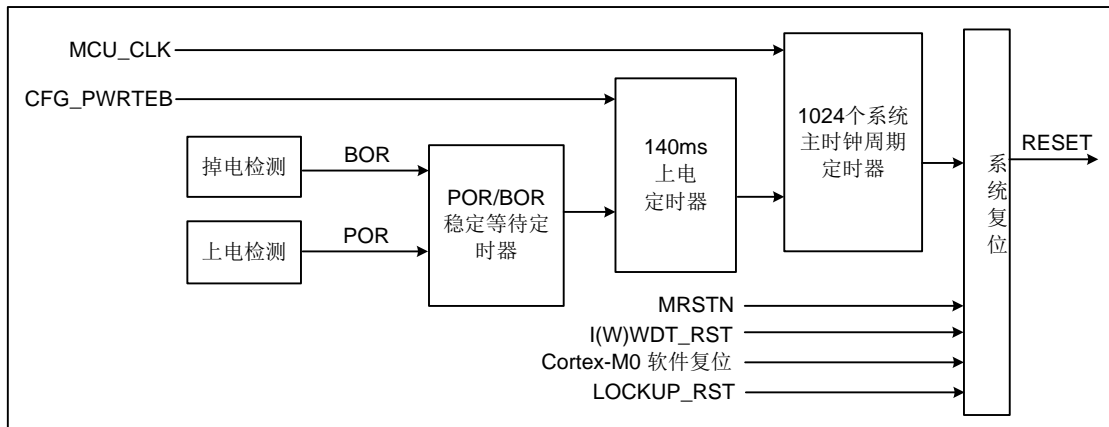 MCU_CLK
CFG_PWRTEB
掉电检测
BOR
上电检测
POR
POR/BOR
稳定等待定
时器
140ms
上电
定时器
1024个系统
主时钟周期
定时器
系统复位
RESET
MRSTN
I(W)WDT_RST
Cortex-M0 软件复位
LOCKUP_RST